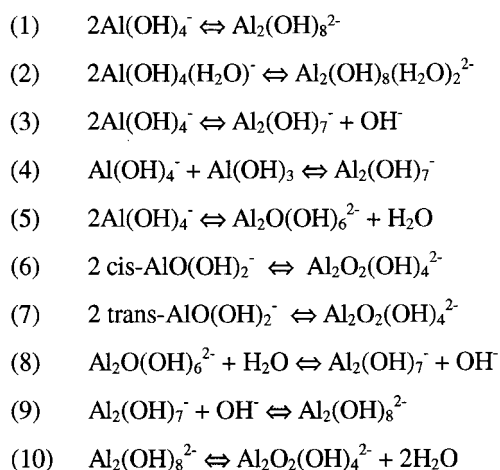 (1) 2Al(OH)₄⁻ ⇔ Al₂(OH)₈²⁻
(2) 2Al(OH)₄(H₂O)⁻ ⇔ Al₂(OH)₈(H₂O)₂²⁻
(3) 2Al(OH)₄⁻ ⇔ Al₂(OH)₇⁻ + OH⁻
(4) Al(OH)₄⁻ + Al(OH)₃ ⇔ Al₂(OH)₇⁻
(5) 2Al(OH)₄⁻ ⇔ Al₂O(OH)₆²⁻ + H₂O
(6) 2 cis-AlO(OH)₂⁻ ⇔ Al₂O₂(OH)₄²⁻
(7) 2 trans-AlO(OH)₂⁻ ⇔ Al₂O₂(OH)₄²⁻
(8) Al₂O(OH)₆²⁻ + H₂O ⇔ Al₂(OH)₇⁻ + OH⁻
(9) Al₂(OH)₇⁻ + OH⁻ ⇔ Al₂(OH)₈²⁻
(10) Al₂(OH)₈²⁻ ⇔ Al₂O₂(OH)₄²⁻ + 2H₂O